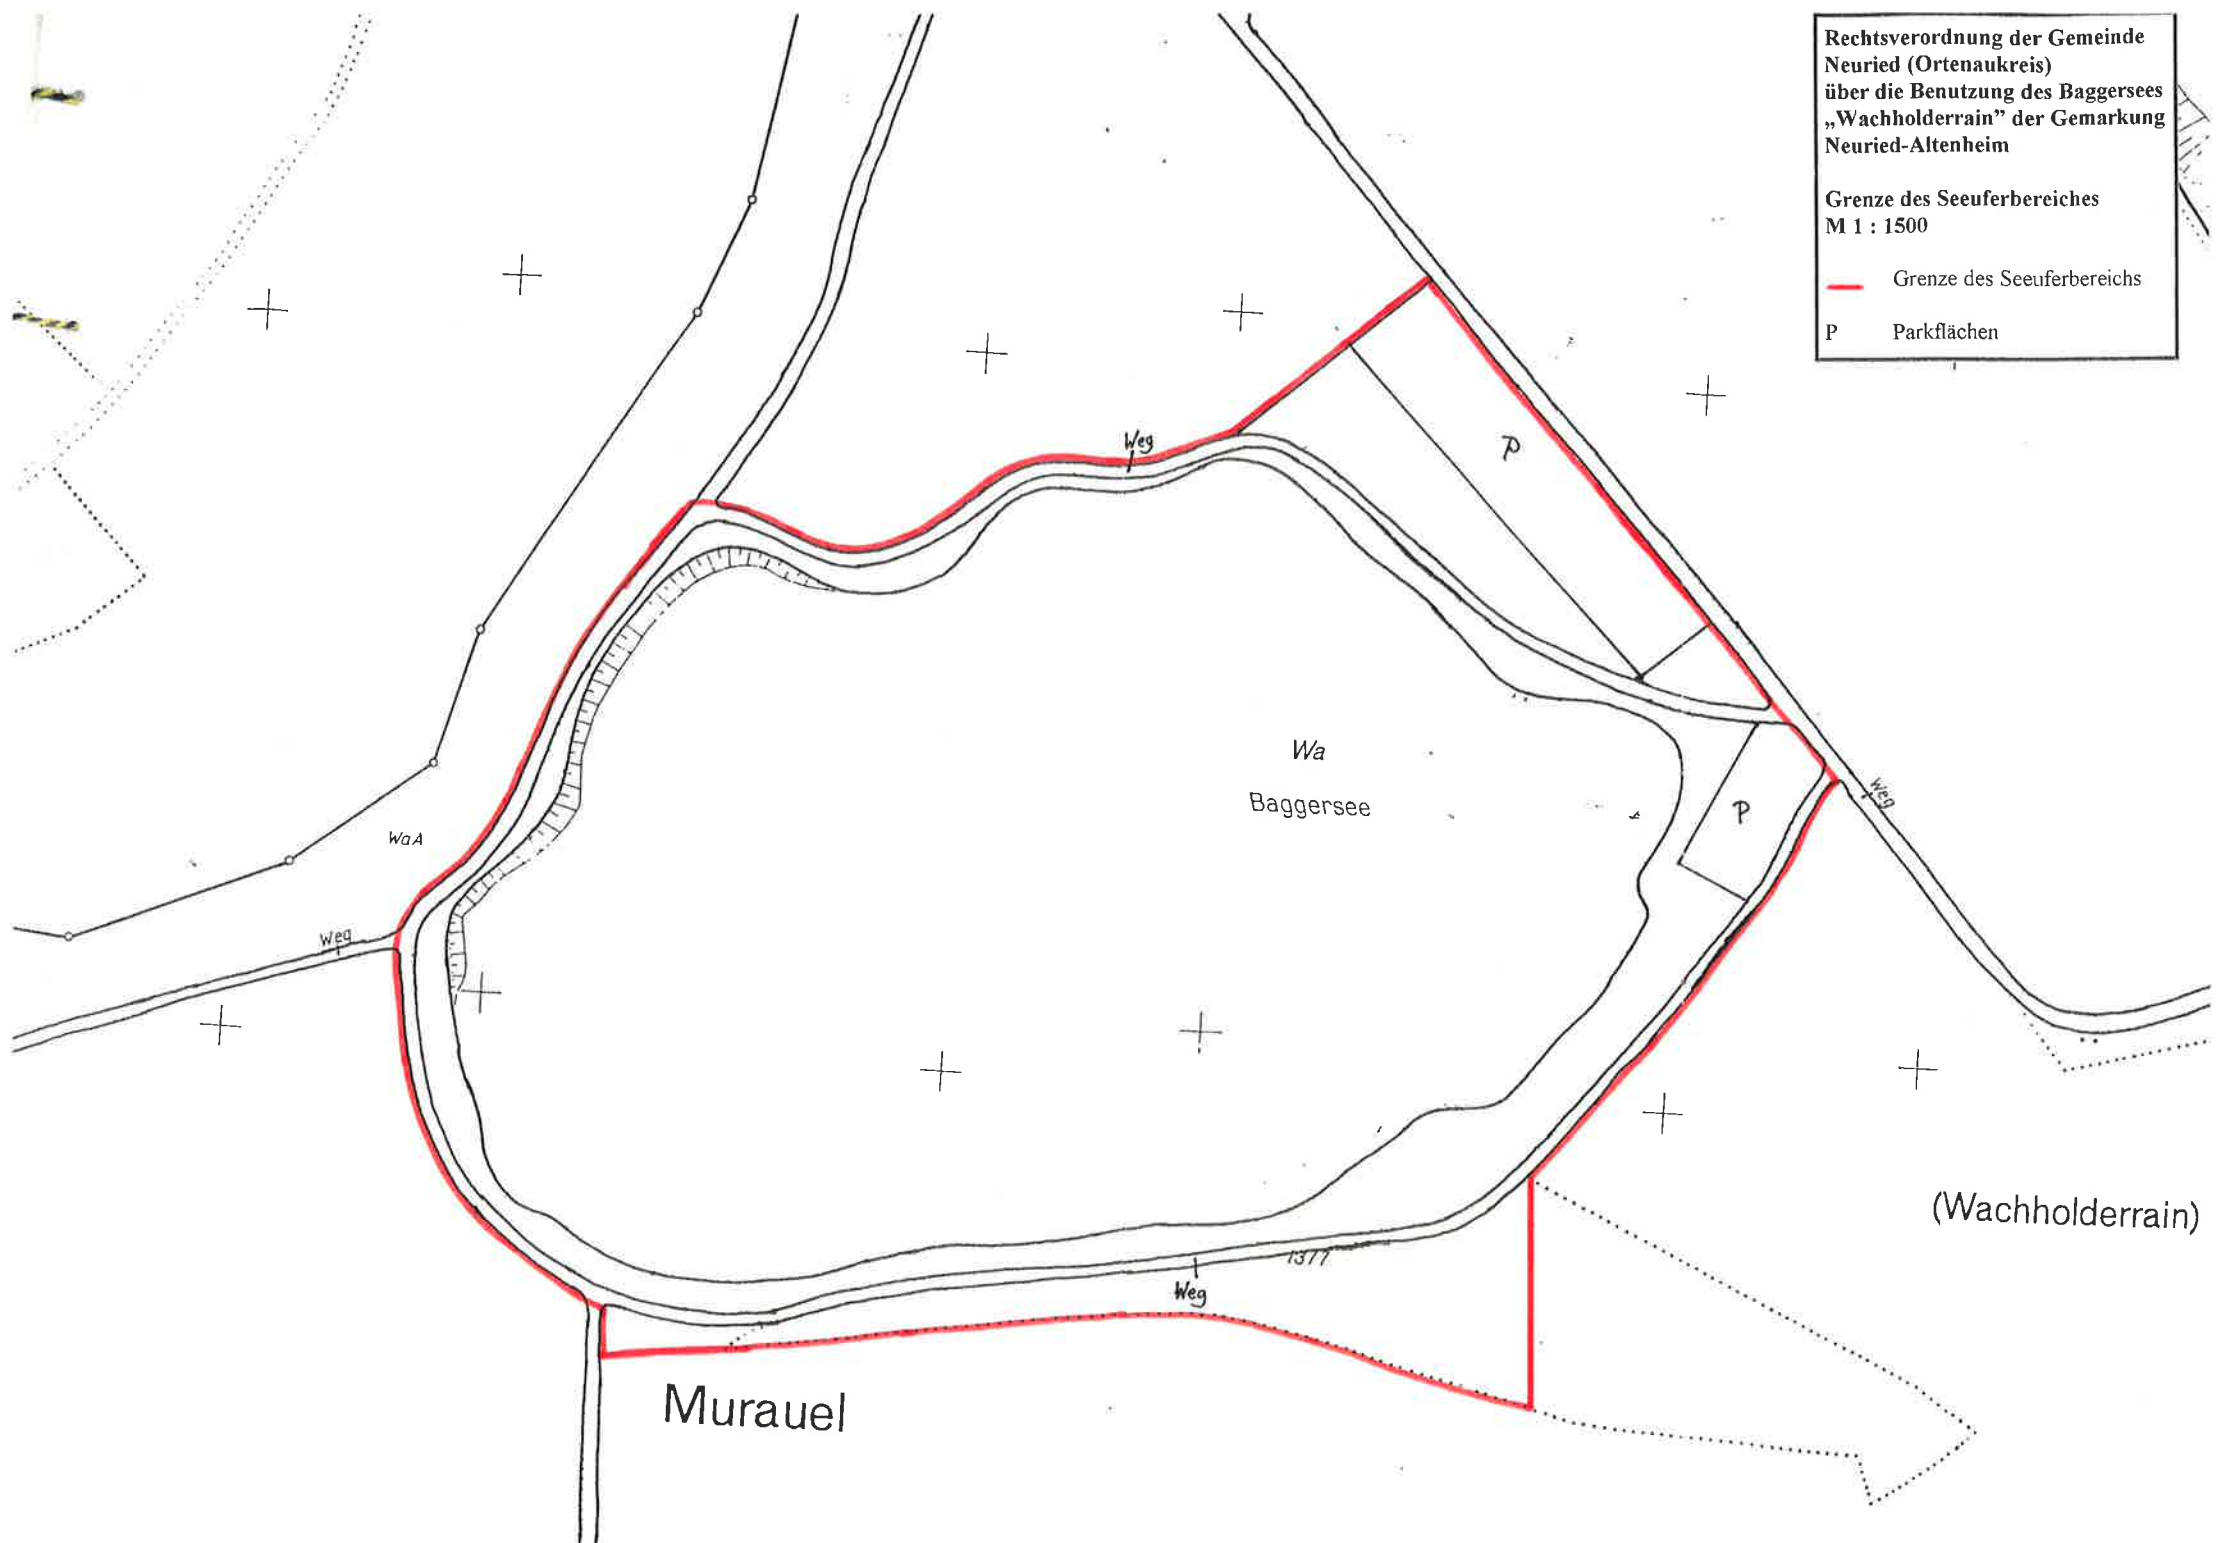 Rechtsverordnung der Gemeinde
Neuried (Ortenaukreis)
über die Benutzung des Baggersees
„Wachholderrain” der Gemarkung
Neuried-Altenheim
Grenze des Seeuferbereiches
M 1 : 1500
Grenze des Seeuferbereichs
P Parkflächen
Weg
P
Wa
Baggersee
Weg
P
WaA
Weg
(Wachholderrain)
1377
Weg
Murauel